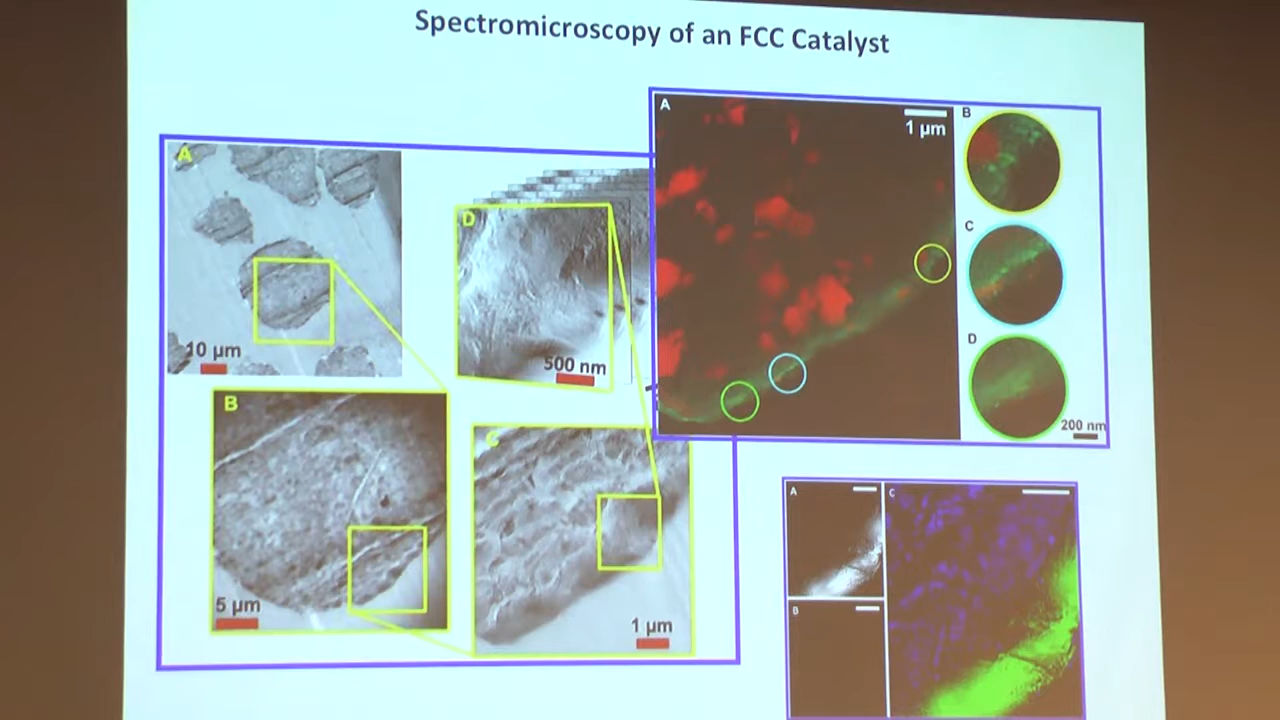 Spectromicroscopy of an FCC Catalyst
A
10 µm
B
5 µm
D
500 nm
C
1 µm
A
1 µm
B
C
D
200 nm
A
B
C